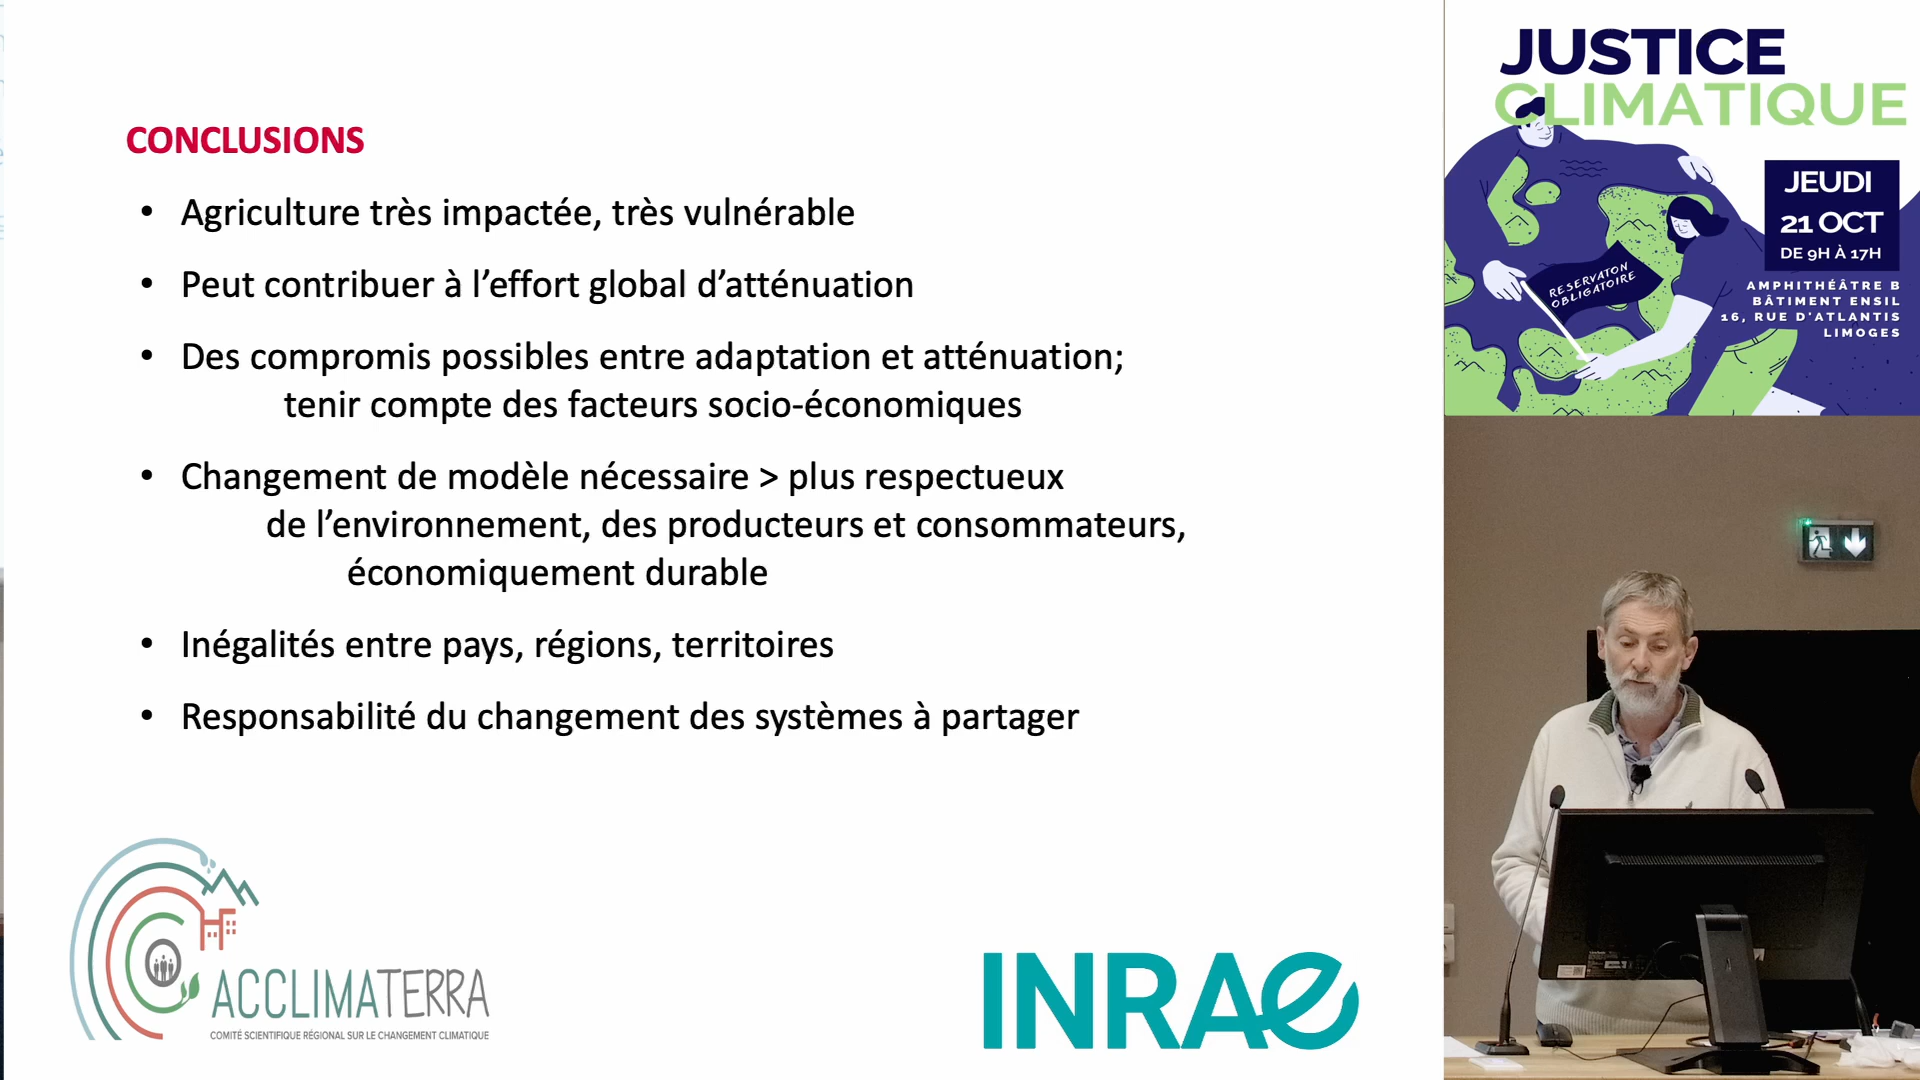 CONCLUSIONS
• Agriculture très impactée, très vulnérable
• Peut contribuer à l’effort global d’atténuation
• Des compromis possibles entre adaptation et atténuation;
tenir compte des facteurs socio-économiques
• Changement de modèle nécessaire > plus respectueux
de l’environnement, des producteurs et consommateurs,
économiquement durable
• Inégalités entre pays, régions, territoires
• Responsabilité du changement des systèmes à partager
ACCLIMATERRA
COMITÉ SCIENTIFIQUE RÉGIONAL SUR LE CHANGEMENT CLIMATIQUE
INRAE
JUSTICE
CLIMATIQUE
JEUDI
21 OCT
DE 9H À 17H
RESERVATON
OBLIGATOIRE
AMPHITHÉÂTRE B
BÂTIMENT ENSIL
16, RUE D'ATLANTIS
LIMOGES